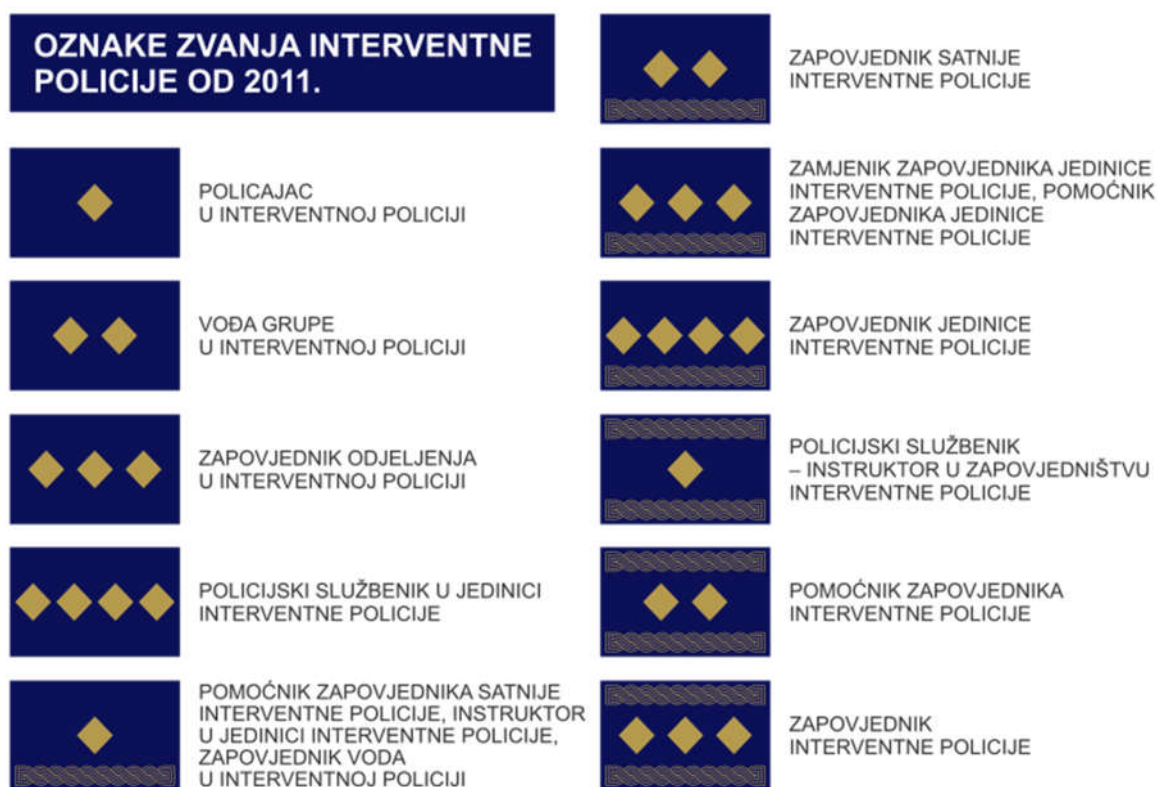 OZNAKE ZVANJA INTERVENTNE
POLICIJE OD 2011.
POLICAJAC
U INTERVENTNOJ POLICIJI
VOĐA GRUPE
U INTERVENTNOJ POLICIJI
ZAPOVJEDNIK ODJELJENJA
U INTERVENTNOJ POLICIJI
POLICIJSKI SLUŽBENIK U JEDINICI
INTERVENTNE POLICIJE
POMOĆNIK ZAPOVJEDNIKA SATNIJE
INTERVENTNE POLICIJE, INSTRUKTOR
U JEDINICI INTERVENTNE POLICIJE,
ZAPOVJEDNIK VODA
U INTERVENTNOJ POLICIJI
ZAPOVJEDNIK SATNIJE
INTERVENTNE POLICIJE
ZAMJENIK ZAPOVJEDNIKA JEDINICE
INTERVENTNE POLICIJE, POMOĆNIK
ZAPOVJEDNIKA JEDINICE
INTERVENTNE POLICIJE
ZAPOVJEDNIK JEDINICE
INTERVENTNE POLICIJE
POLICIJSKI SLUŽBENIK
– INSTRUKTOR U ZAPOVJEDNIŠTVU
INTERVENTNE POLICIJE
POMOĆNIK ZAPOVJEDNIKA
INTERVENTNE POLICIJE
ZAPOVJEDNIK
INTERVENTNE POLICIJE